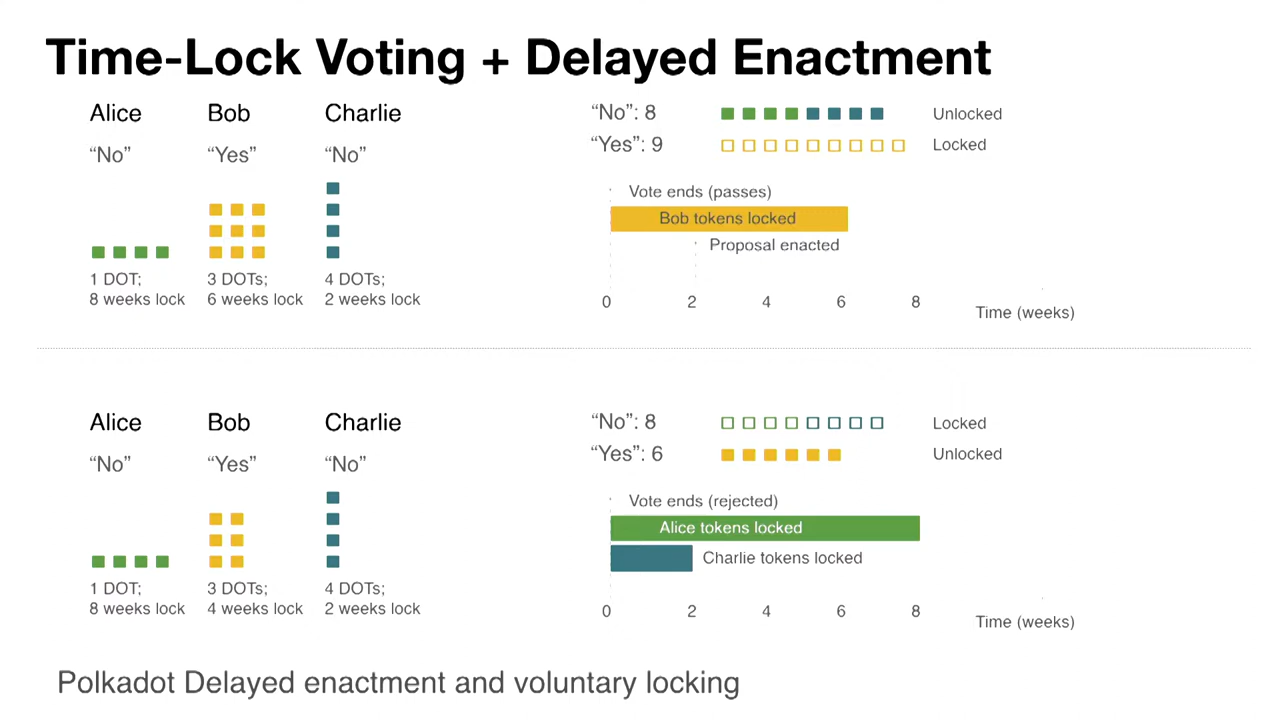 Time-Lock Voting + Delayed Enactment
Alice Bob Charlie
“No” “Yes” “No”
1 DOT; 3 DOTs; 4 DOTs;
8 weeks lock 6 weeks lock 2 weeks lock
“No”: 8 Unlocked
“Yes”: 9 Locked
Vote ends (passes)
Bob tokens locked
Proposal enacted
0 2 4 6 8
Time (weeks)
Alice Bob Charlie
“No” “Yes” “No”
1 DOT; 3 DOTs; 4 DOTs;
8 weeks lock 4 weeks lock 2 weeks lock
“No”: 8 Locked
“Yes”: 6 Unlocked
Vote ends (rejected)
Alice tokens locked
Charlie tokens locked
0 2 4 6 8
Time (weeks)
Polkadot Delayed enactment and voluntary locking